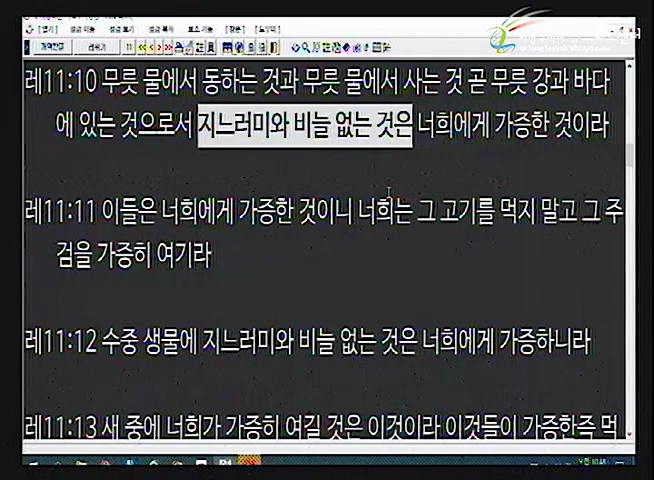 개역한글 레위기 11
레11:10 무릇 물에서 동하는 것과 무릇 물에서 사는 것 곧 무릇 강과 바다
에 있는 것으로서 지느러미와 비늘 없는 것은 너희에게 가증한 것이라
레11:11 이들은 너희에게 가증한 것이니 너희는 그 고기를 먹지 말고 그 주
검을 가증히 여기라
레11:12 수중 생물에 지느러미와 비늘 없는 것은 너희에게 가증하니라
레11:13 새 중에 너희가 가증히 여길 것은 이것이라 이것들이 가증한즉 먹